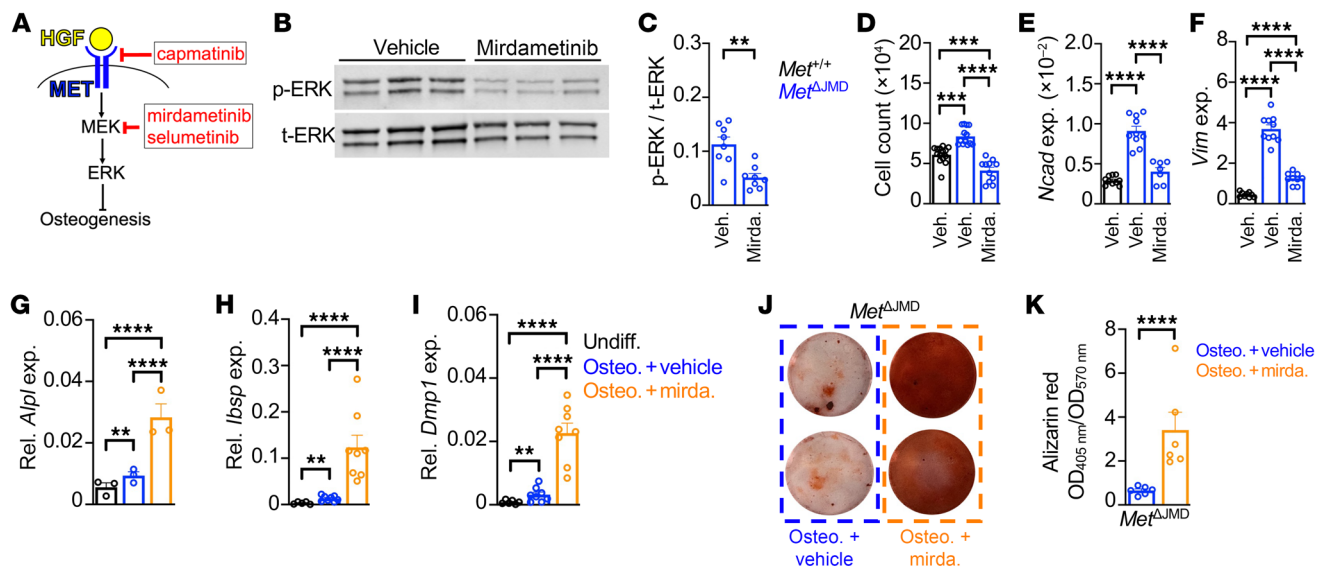 A
HGF
capmatinib
MET
MEK
mirdametinib
selumetinib
ERK
Osteogenesis
B
Vehicle
Mirdametinib
p-ERK
t-ERK
C
p-ERK / t-ERK
0.3
0.2
0.1
0
**
Veh.
Mirda.
Met+/+
MetΔJMD
D
Cell count (×10⁴)
20
15
10
5
0
***
****
***
Veh.
Veh.
Mirda.
E
Ncad exp. (×10⁻²)
2.0
1.5
1.0
0.5
0
****
****
Veh.
Veh.
Mirda.
F
Vim exp.
8
6
4
2
0
****
****
****
Veh.
Veh.
Mirda.
G
Rel. Alpl exp.
0.06
0.04
0.02
0
****
****
**
H
Rel. Ibsp exp.
0.4
0.3
0.2
0.1
0
****
****
**
I
Rel. Dmp1 exp.
0.06
0.04
0.02
0
****
****
**
Undiff.
Osteo. + vehicle
Osteo. + mirda.
J
MetΔJMD
Osteo. +
vehicle
Osteo. +
mirda.
K
Alizarin red
OD405 nm/OD570 nm
8
6
4
2
0
****
MetΔJMD
Osteo. + vehicle
Osteo. + mirda.